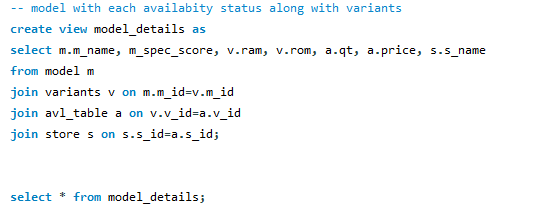 -- model with each availabity status along with variants
create view model_details as
select m.m_name, m_spec_score, v.ram, v.rom, a.qt, a.price, s.s_name
from model m
join variants v on m.m_id=v.m_id
join avl_table a on v.v_id=a.v_id
join store s on s.s_id=a.s_id;
select * from model_details;